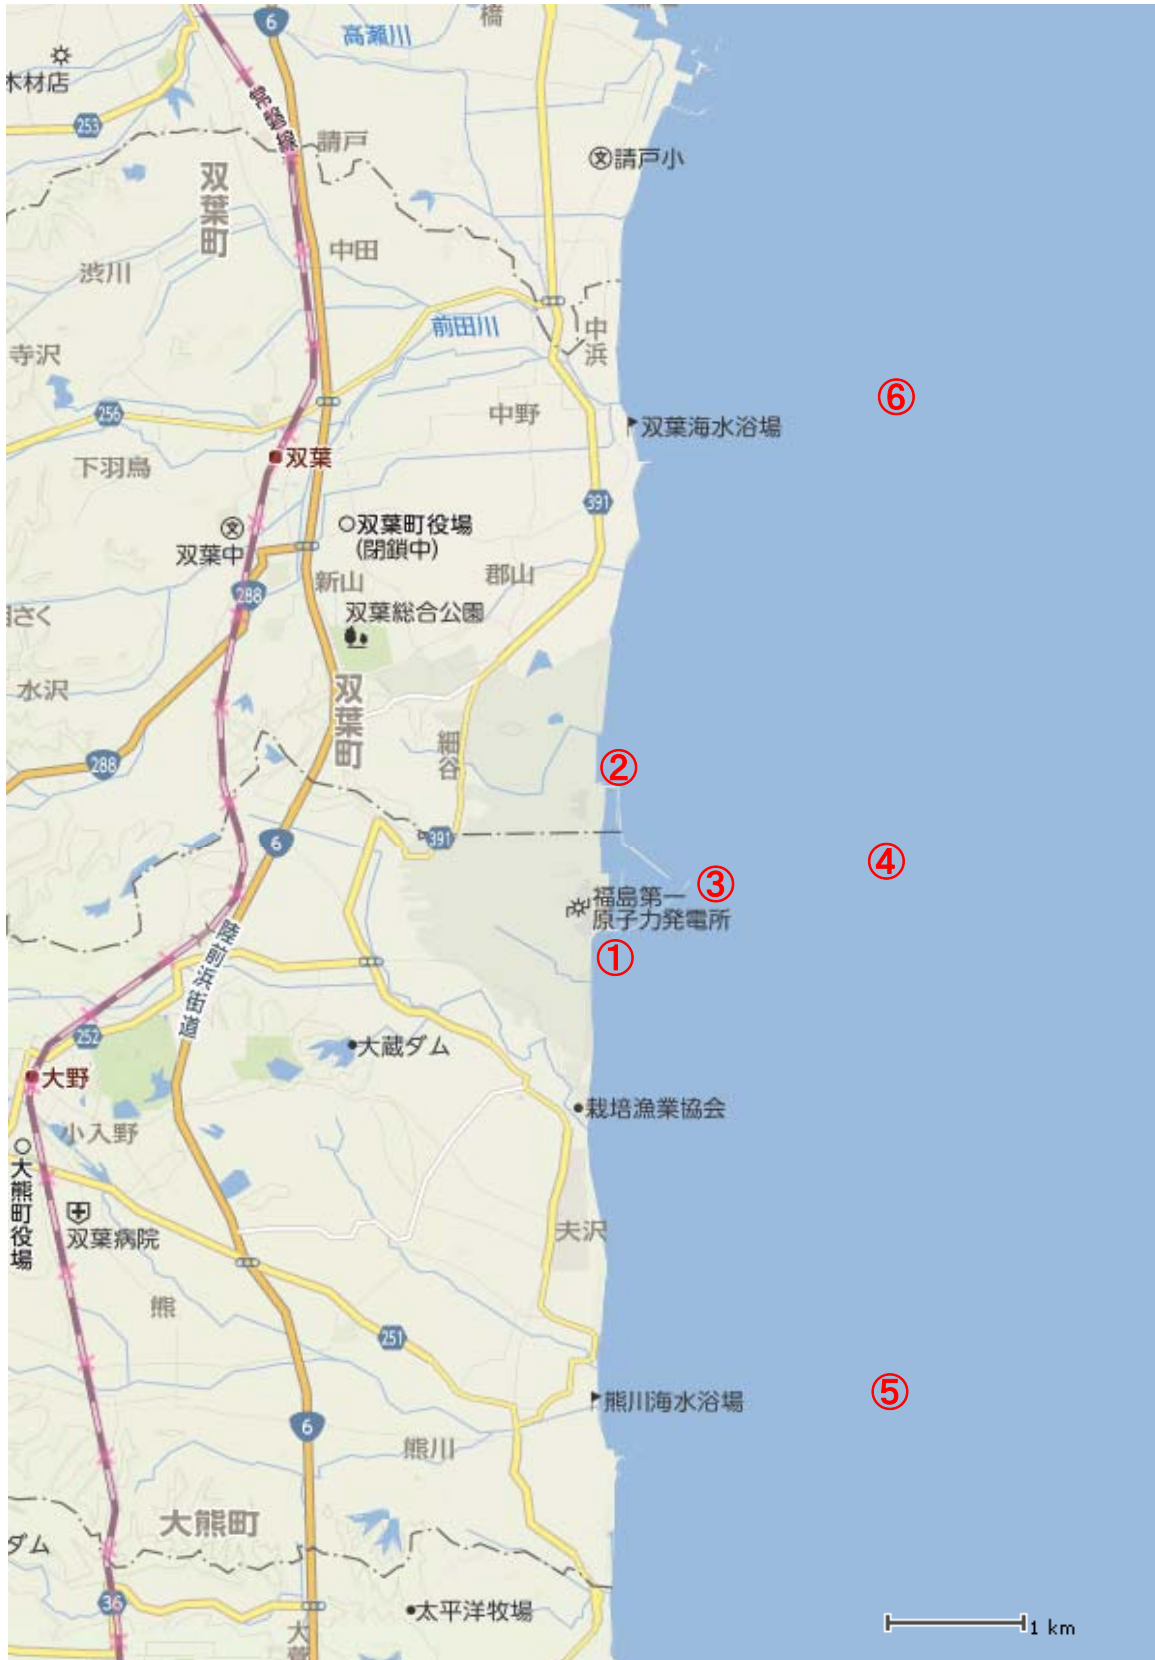 6
橋
高瀬川
木材店
253
常磐線
請戸
請戸小
双葉町
中田
渋川
前田川
中浜
寺沢
⑥
256
中野
双葉海水浴場
下羽鳥
双葉
391
双葉町役場
(閉鎖中)
双葉中
新山
郡山
288
双葉総合公園
水沢
双葉町
細谷
288
②
6
391
④
③
福島第一
原子力発電所
①
陸前浜街道
252
大蔵ダム
大野
栽培漁業協会
小入野
大熊町役場
双葉病院
夫沢
熊
251
⑤
熊川海水浴場
6
熊川
大熊町
ダム
36
太平洋牧場
1 km